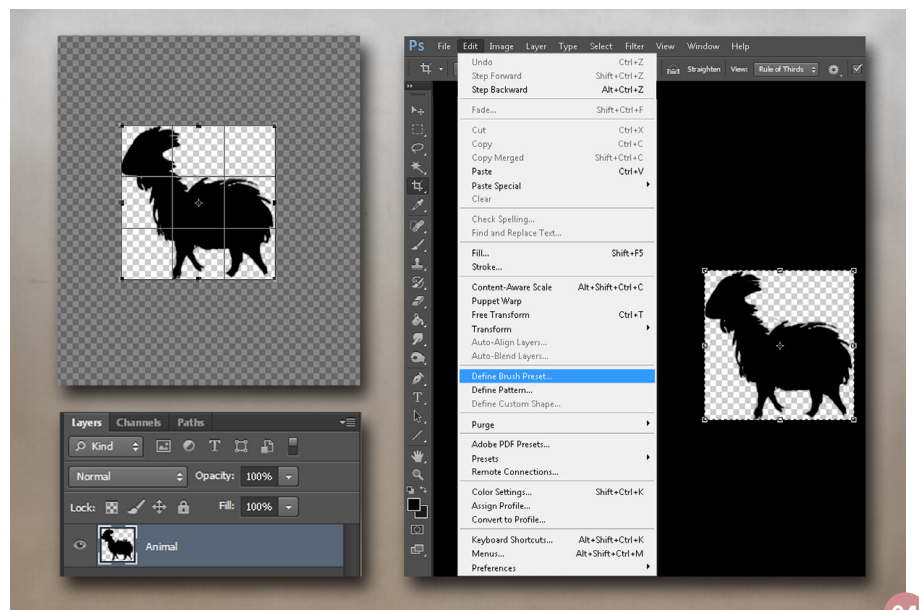 Ps File Edit Image Layer Type Select Filter View Window Help
Straighten View: Rule of Thirds
Undo Ctrl+Z
Step Forward Shift+Ctrl+Z
Step Backward Alt+Ctrl+Z
Fade... Shift+Ctrl+F
Cut Ctrl+X
Copy Ctrl+C
Copy Merged Shift+Ctrl+C
Paste Ctrl+V
Paste Special
Clear
Check Spelling...
Find and Replace Text...
Fill... Shift+F5
Stroke...
Content-Aware Scale Alt+Shift+Ctrl+C
Puppet Warp
Free Transform Ctrl+T
Transform
Auto-Align Layers...
Auto-Blend Layers...
Define Brush Preset...
Define Pattern...
Define Custom Shape...
Purge
Adobe PDF Presets...
Presets
Remote Connections...
Color Settings... Shift+Ctrl+K
Assign Profile...
Convert to Profile...
Keyboard Shortcuts... Alt+Shift+Ctrl+K
Menus... Alt+Shift+Ctrl+M
Preferences
Layers Channels Paths
Kind
Normal Opacity: 100%
Lock: Fill: 100%
Animal